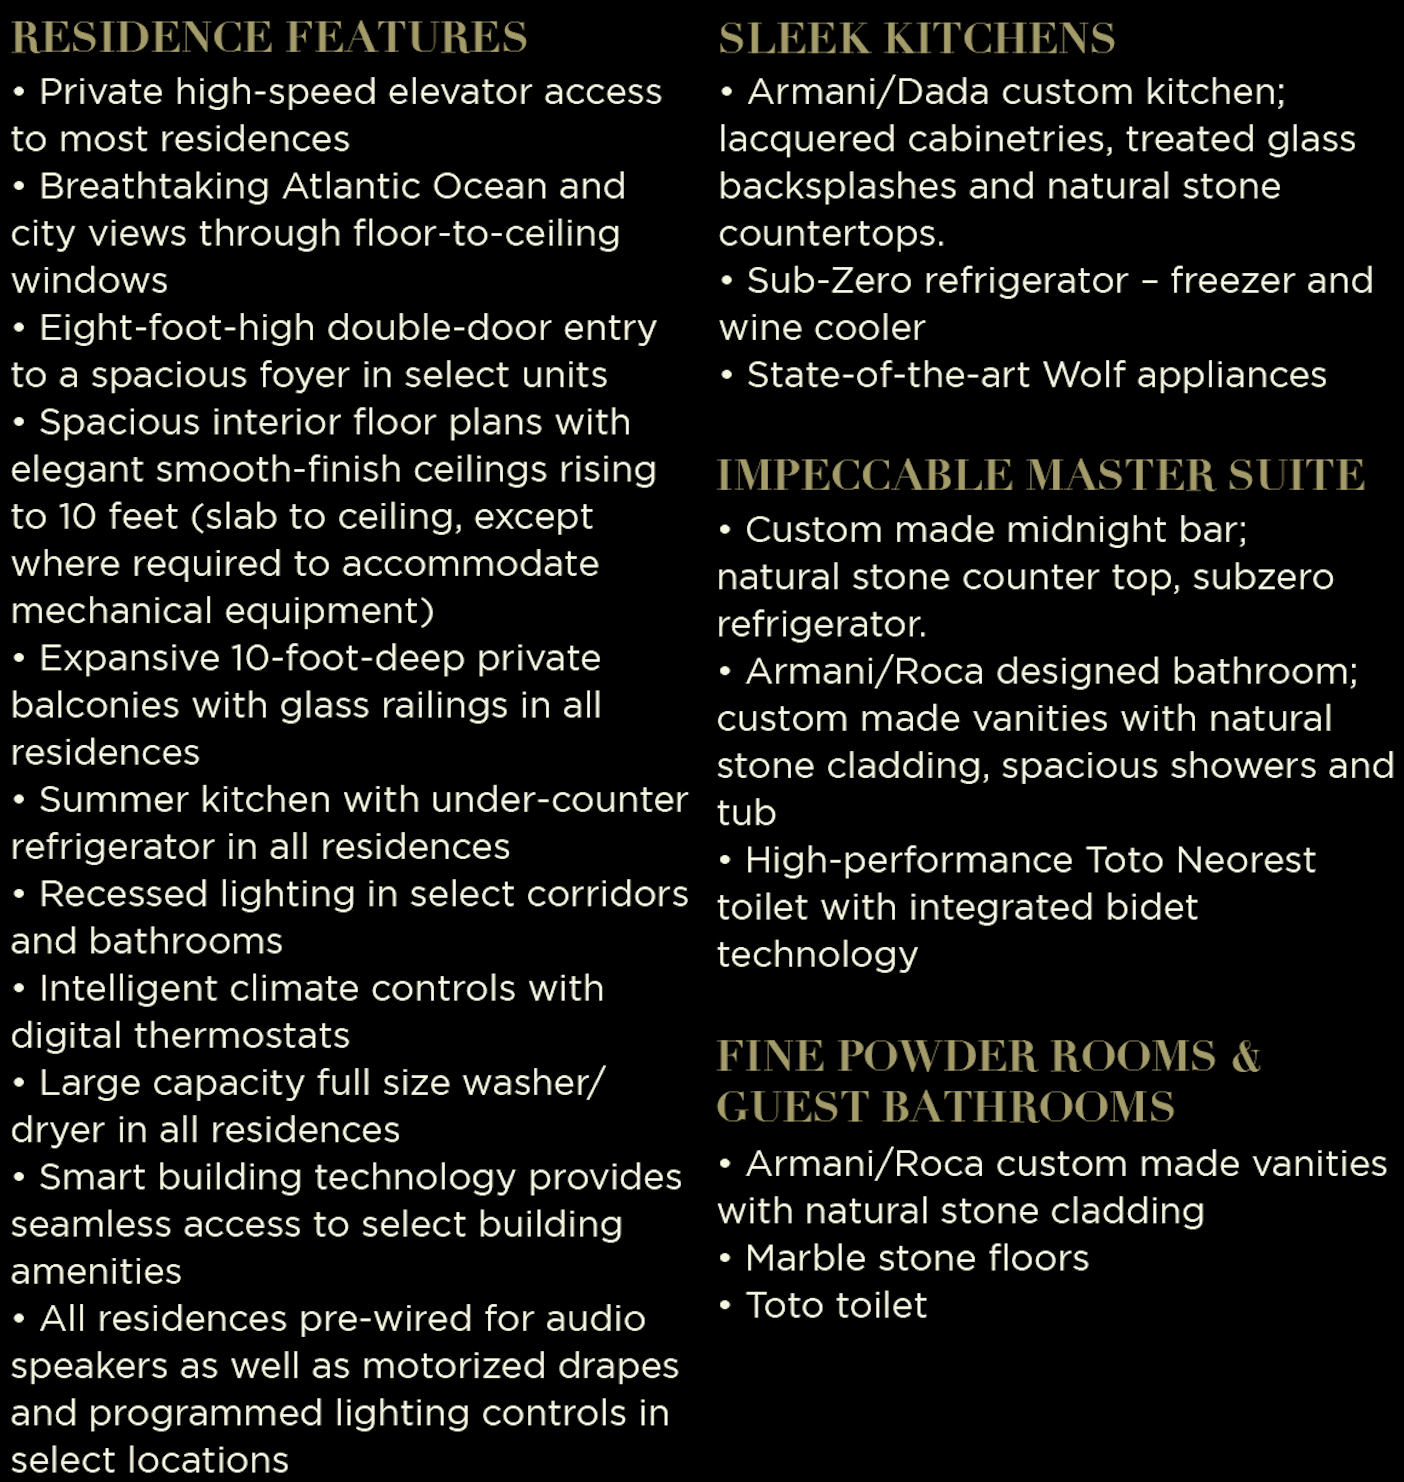 RESIDENCE FEATURES
• Private high-speed elevator access
to most residences
• Breathtaking Atlantic Ocean and
city views through floor-to-ceiling
windows
• Eight-foot-high double-door entry
to a spacious foyer in select units
• Spacious interior floor plans with
elegant smooth-finish ceilings rising
to 10 feet (slab to ceiling, except
where required to accommodate
mechanical equipment)
• Expansive 10-foot-deep private
balconies with glass railings in all
residences
• Summer kitchen with under-counter
refrigerator in all residences
• Recessed lighting in select corridors
and bathrooms
• Intelligent climate controls with
digital thermostats
• Large capacity full size washer/
dryer in all residences
• Smart building technology provides
seamless access to select building
amenities
• All residences pre-wired for audio
speakers as well as motorized drapes
and programmed lighting controls in
select locations
SLEEK KITCHENS
• Armani/Dada custom kitchen;
lacquered cabinetries, treated glass
backsplashes and natural stone
countertops.
• Sub-Zero refrigerator – freezer and
wine cooler
• State-of-the-art Wolf appliances
IMPECCABLE MASTER SUITE
• Custom made midnight bar;
natural stone counter top, subzero
refrigerator.
• Armani/Roca designed bathroom;
custom made vanities with natural
stone cladding, spacious showers and
tub
• High-performance Toto Neorest
toilet with integrated bidet
technology
FINE POWDER ROOMS &
GUEST BATHROOMS
• Armani/Roca custom made vanities
with natural stone cladding
• Marble stone floors
• Toto toilet